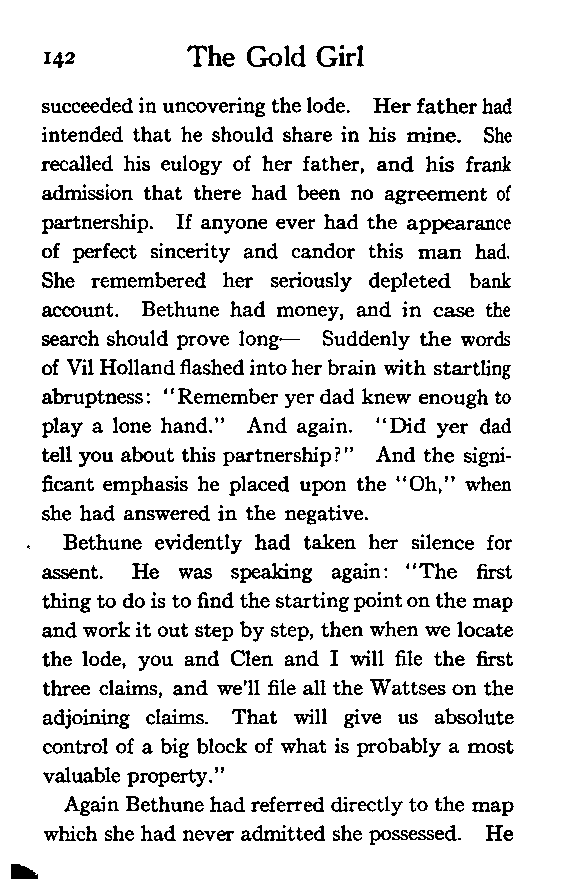 142 The Gold Girl
succeeded in uncovering the lode. Her father had
intended that he should share in his mine. She
recalled his eulogy of her father, and his frank
admission that there had been no agreement of
partnership. If anyone ever had the appearance
of perfect sincerity and candor this man had.
She remembered her seriously depleted bank
account. Bethune had money, and in case the
search should prove long— Suddenly the words
of Vil Holland flashed into her brain with startling
abruptness: "Remember yer dad knew enough to
play a lone hand." And again. "Did yer dad
tell you about this partnership?" And the signi-
ficant emphasis he placed upon the "Oh," when
she had answered in the negative.
Bethune evidently had taken her silence for
assent. He was speaking again: "The first
thing to do is to find the starting point on the map
and work it out step by step, then when we locate
the lode, you and Clen and I will file the first
three claims, and we'll file all the Wattses on the
adjoining claims. That will give us absolute
control of a big block of what is probably a most
valuable property."
Again Bethune had referred directly to the map
which she had never admitted she possessed. He